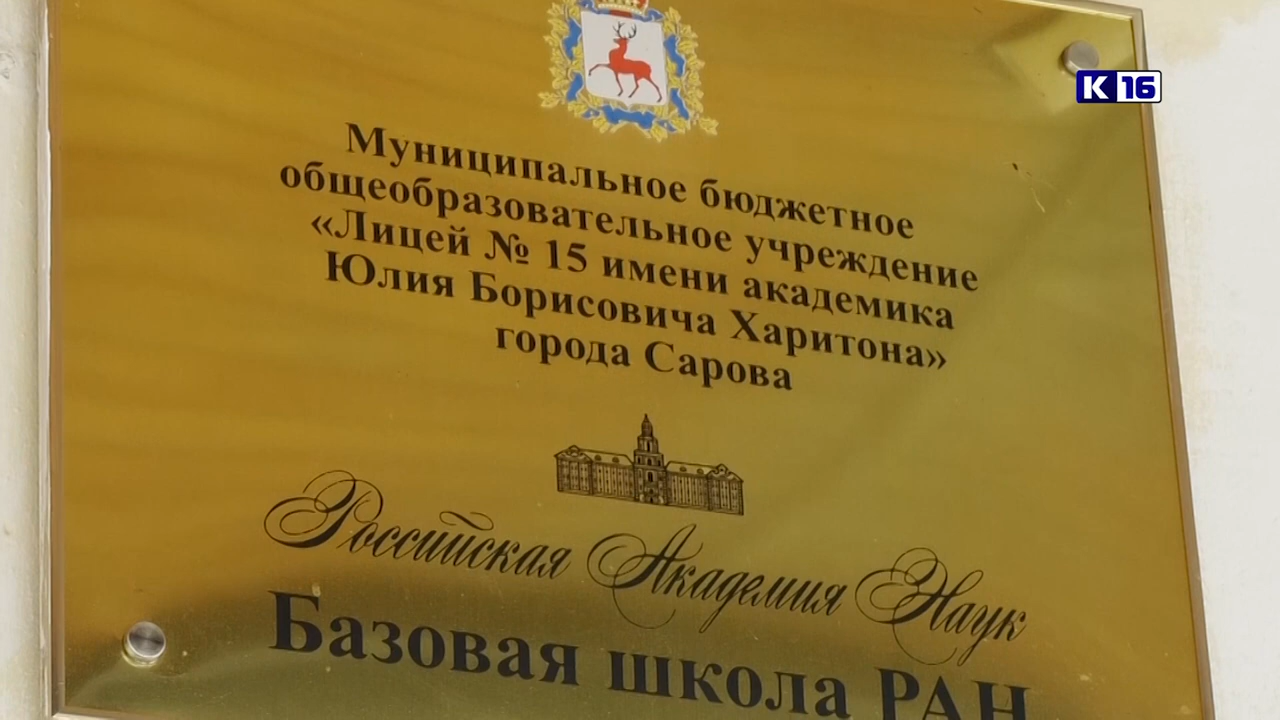 К 16
Муниципальное бюджетное
общеобразовательное учреждение
«Лицей № 15 имени академика
Юлия Борисовича Харитона»
города Сарова
Российская Академия Наук
Базовая школа РАН